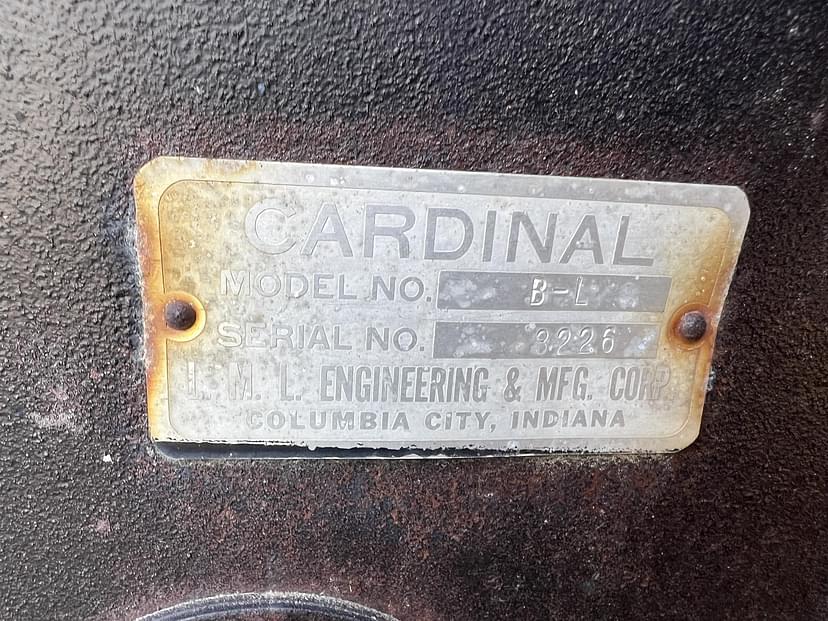 CARDINAL
MODEL NO. B-L
SERIAL NO. 3226
L. M. L. ENGINEERING & MFG. CORP.
COLUMBIA CITY, INDIANA